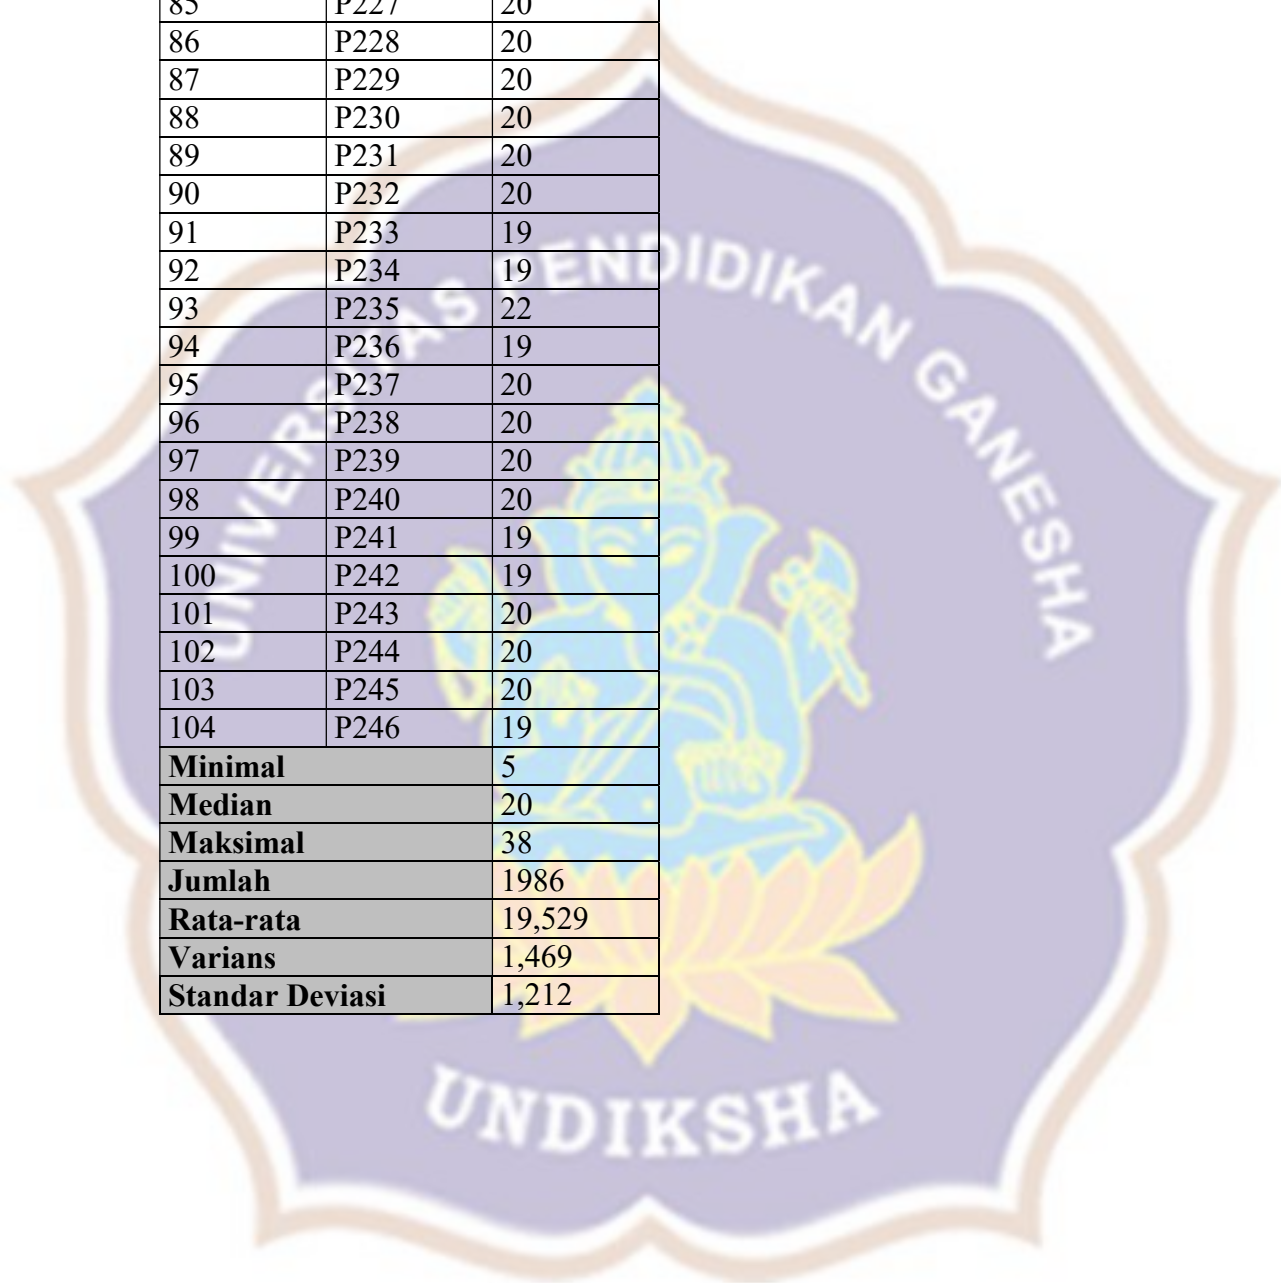 85 P227 20
86 P228 20
87 P229 20
88 P230 20
89 P231 20
90 P232 20
91 P233 19
92 P234 19
93 P235 22
94 P236 19
95 P237 20
96 P238 20
97 P239 20
98 P240 20
99 P241 19
100 P242 19
101 P243 20
102 P244 20
103 P245 20
104 P246 19
Minimal 5
Median 20
Maksimal 38
Jumlah 1986
Rata-rata 19,529
Varians 1,469
Standar Deviasi 1,212
UNIVERSITAS PENDIDIKAN GANESHA
UNDIKSHA